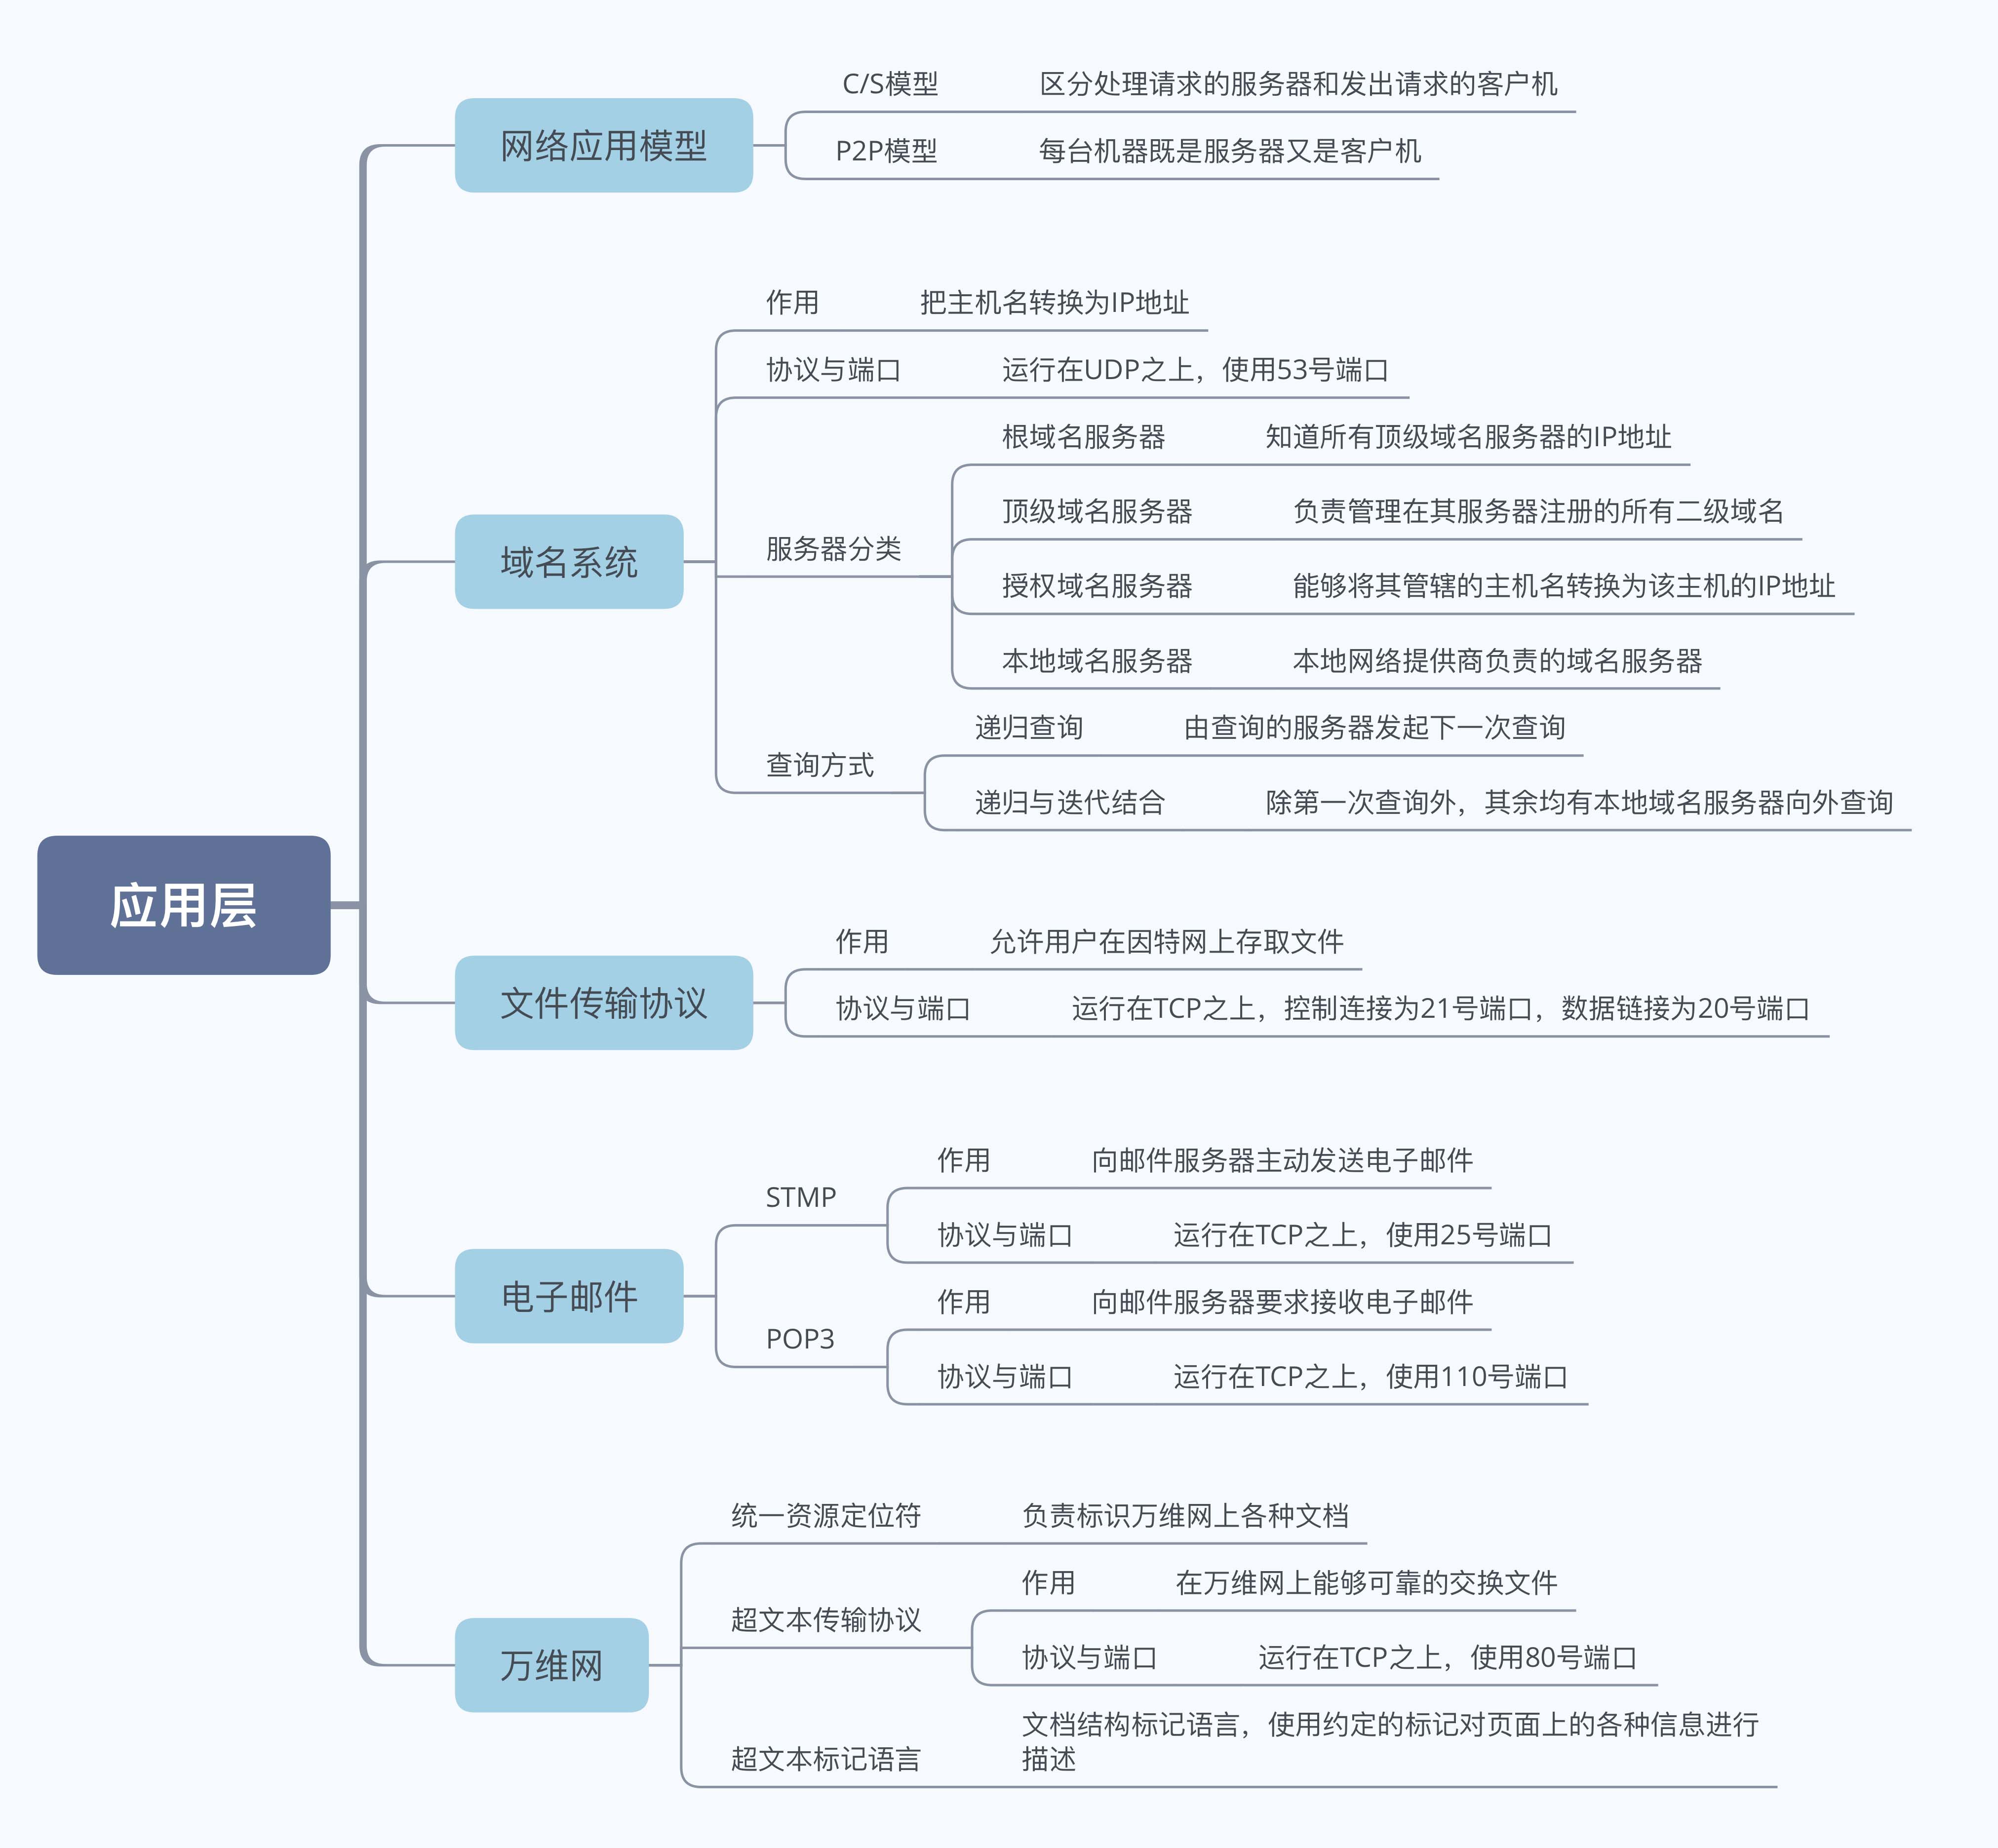 应用层
网络应用模型
C/S模型
区分处理请求的服务器和发出请求的客户机
P2P模型
每台机器既是服务器又是客户机
域名系统
作用
把主机名转换为IP地址
协议与端口
运行在UDP之上，使用53号端口
服务器分类
根域名服务器
知道所有顶级域名服务器的IP地址
顶级域名服务器
负责管理在其服务器注册的所有二级域名
授权域名服务器
能够将其管辖的主机名转换为该主机的IP地址
本地域名服务器
本地网络提供商负责的域名服务器
查询方式
递归查询
由查询的服务器发起下一次查询
递归与迭代结合
除第一次查询外，其余均有本地域名服务器向外查询
文件传输协议
作用
允许用户在因特网上存取文件
协议与端口
运行在TCP之上，控制连接为21号端口，数据链接为20号端口
电子邮件
STMP
作用
向邮件服务器主动发送电子邮件
协议与端口
运行在TCP之上，使用25号端口
POP3
作用
向邮件服务器要求接收电子邮件
协议与端口
运行在TCP之上，使用110号端口
万维网
统一资源定位符
负责标识万维网上各种文档
超文本传输协议
作用
在万维网上能够可靠的交换文件
协议与端口
运行在TCP之上，使用80号端口
超文本标记语言
文档结构标记语言，使用约定的标记对页面上的各种信息进行
描述